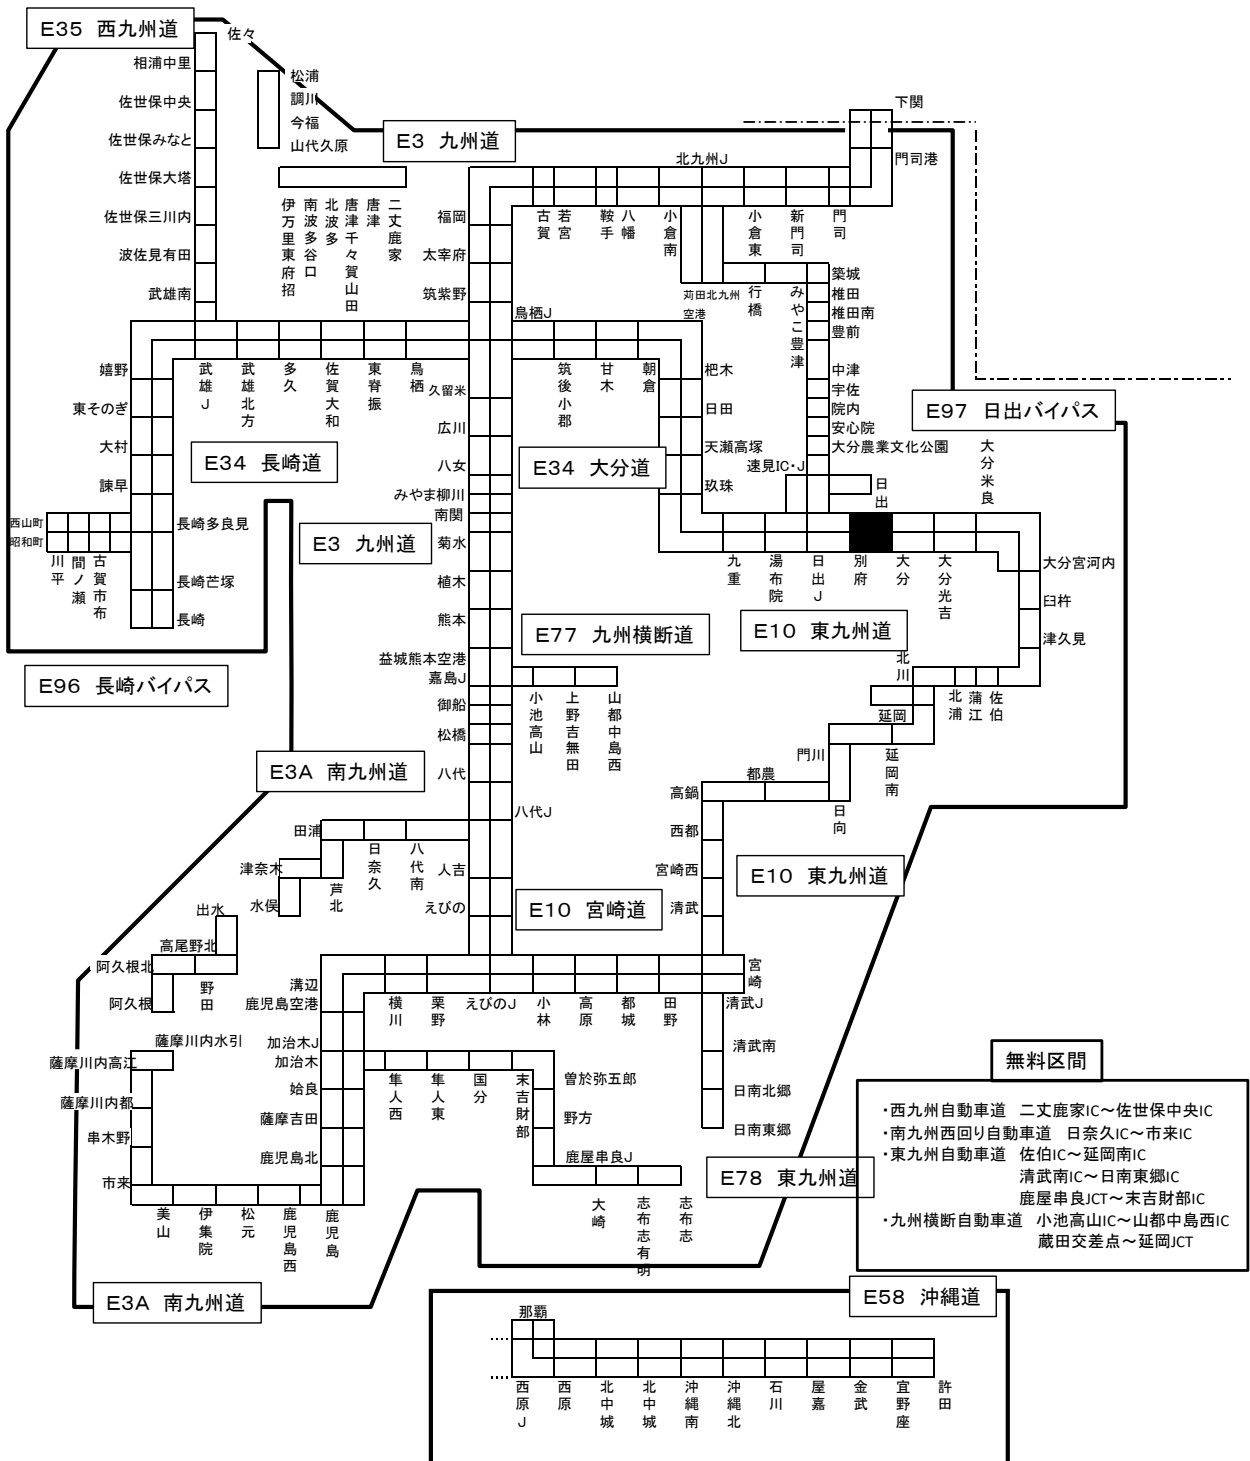 E35 西九州道
佐々
相浦中里
佐世保中央
佐世保みなと
佐世保大塔
佐世保三川内
波佐見有田
武雄南
松浦
調川
今福
山代久原
E3 九州道
下関
門司港
北九州J
伊万里東府招
南波多谷口
北波多
唐津千々賀山田
唐津
二丈鹿家
福岡
太宰府
筑紫野
古賀
若宮
鞍手
八幡
小倉南
小倉東
新門司
門司
苅田北九州
空港
行橋
みやこ豊津
築城
椎田
椎田南
豊前
中津
宇佐
院内
安心院
大分農業文化公園
速見IC・J
日出
大分米良
鳥栖J
嬉野
東そのぎ
大村
諫早
武雄J
武雄北方
多久
佐賀大和
東脊振
鳥栖
久留米
広川
八女
みやま柳川
南関
菊水
植木
熊本
益城熊本空港
嘉島J
御船
松橋
八代
筑後小郡
甘木
朝倉
杷木
日田
天瀬高塚
玖珠
E97 日出バイパス
E34 長崎道
E34 大分道
E3 九州道
西山町
昭和町
川平
間ノ瀬
古賀市布
長崎多良見
長崎芒塚
長崎
九重
湯布院
日出J
別府
大分
大分光吉
大分宮河内
臼杵
津久見
E77 九州横断道
E10 東九州道
E96 長崎バイパス
小池高山
上野吉無田
山都中島西
北川
北浦
蒲江
佐伯
延岡
延岡南
門川
日向
都農
高鍋
西都
宮崎西
清武
E3A 南九州道
八代J
田浦
津奈木
水俣
芦北
日奈久
八代南
人吉
えびの
E10 東九州道
E10 宮崎道
出水
高尾野北
阿久根北
阿久根
野田
溝辺
鹿児島空港
横川
栗野
えびのJ
小林
高原
都城
田野
宮崎
清武J
清武南
日南北郷
日南東郷
薩摩川内水引
薩摩川内高江
薩摩川内都
串木野
市来
加治木J
加治木
姶良
薩摩吉田
鹿児島北
隼人西
隼人東
国分
末吉財部
曽於弥五郎
野方
鹿屋串良J
大崎
志布志有明
志布志
美山
伊集院
松元
鹿児島西
鹿児島
E78 東九州道
E3A 南九州道
無料区間
・西九州自動車道 二丈鹿家IC～佐世保中央IC
・南九州西回り自動車道 日奈久IC～市来IC
・東九州自動車道 佐伯IC～延岡南IC
清武南IC～日南東郷IC
鹿屋串良JCT～末吉財部IC
・九州横断自動車道 小池高山IC～山都中島西IC
蔵田交差点～延岡JCT
E58 沖縄道
那覇
西原J
西原
北中城
北中城
沖縄南
沖縄北
石川
屋嘉
金武
宜野座
許田